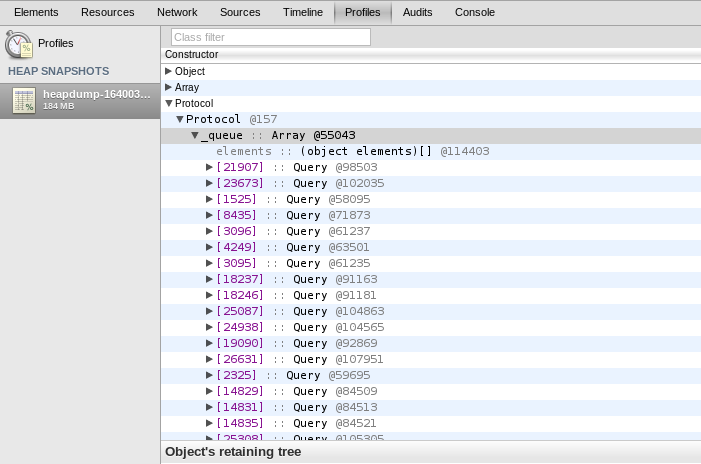 Elements Resources Network Sources Timeline Profiles Audits Console
Profiles
HEAP SNAPSHOTS
heapdump-164003...
184 MB
Class filter
Constructor
Object
Array
Protocol
Protocol @157
_queue :: Array @55043
elements :: (object elements)[] @114403
[21907] :: Query @98503
[23673] :: Query @102035
[1525] :: Query @58095
[8435] :: Query @71873
[3096] :: Query @61237
[4249] :: Query @63501
[3095] :: Query @61235
[18237] :: Query @91163
[18246] :: Query @91181
[25087] :: Query @104863
[24938] :: Query @104565
[19090] :: Query @92869
[26631] :: Query @107951
[2325] :: Query @59695
[14829] :: Query @84509
[14831] :: Query @84513
[14835] :: Query @84521
[25308] :: Query @105305
Object's retaining tree